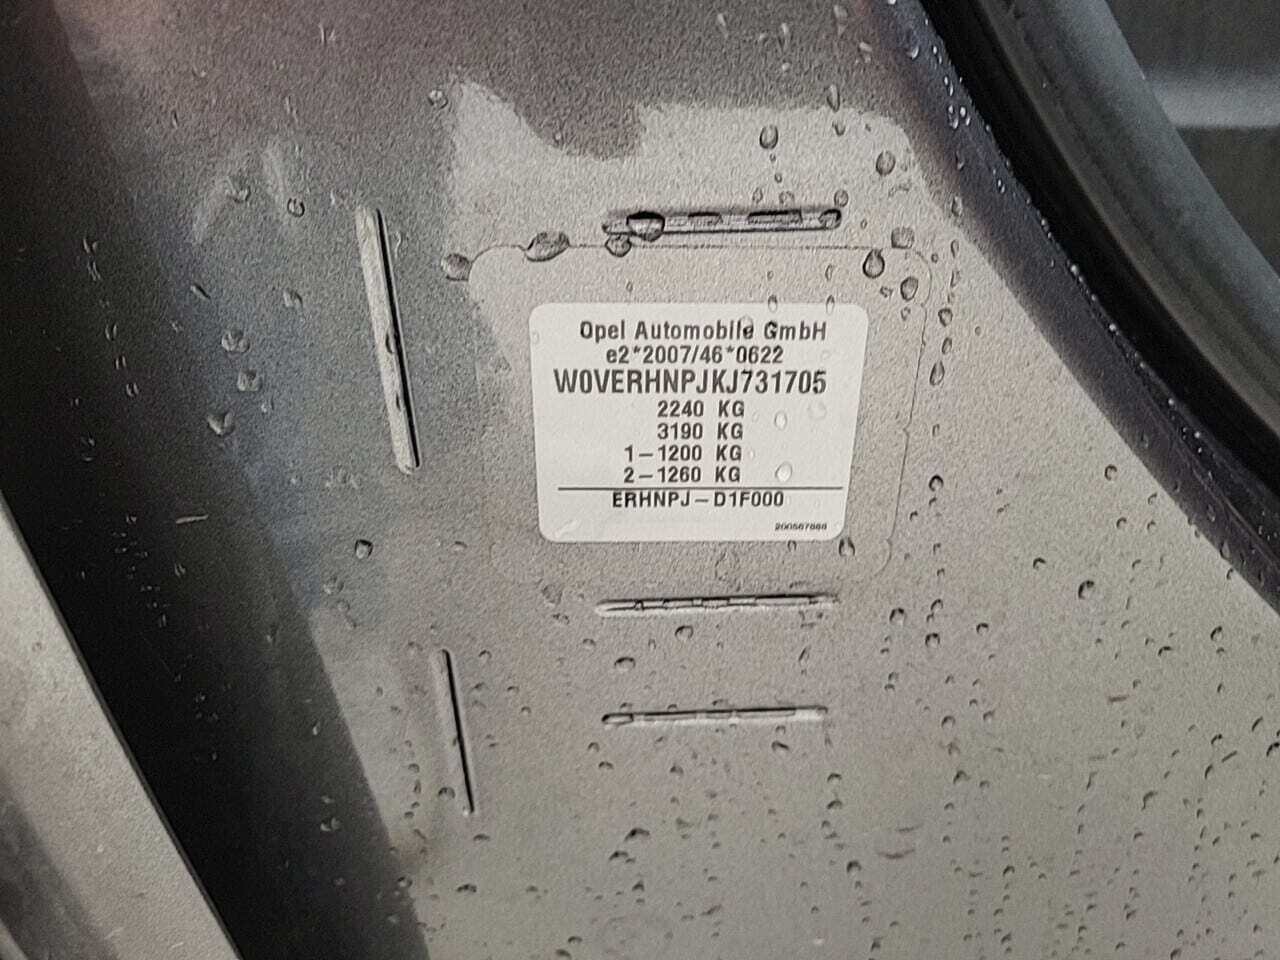 Opel Automobile GmbH
e2*2007/46*0622
W0VERHNPJKJ731705
2240 KG
3190 KG
1-1200 KG
2-1260 KG
ERHNPJ-D1F000